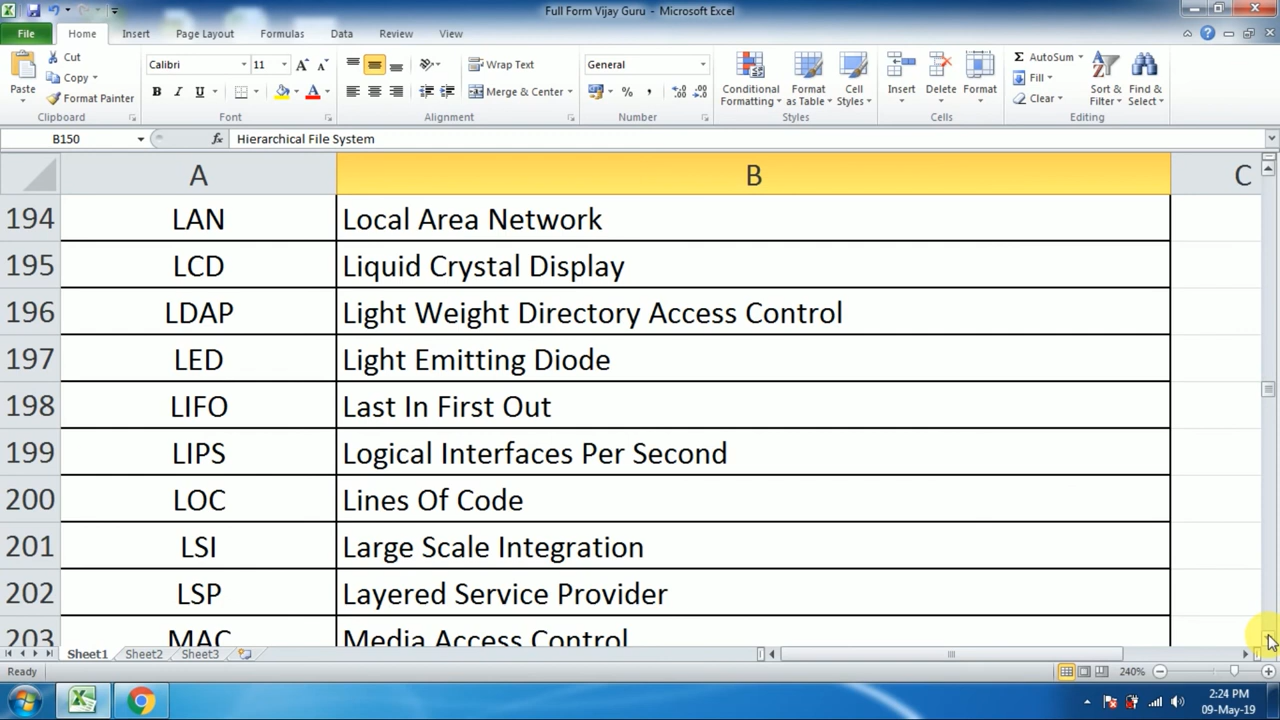 Full Form Vijay Guru - Microsoft Excel
File Home Insert Page Layout Formulas Data Review View
Paste Cut Copy Format Painter Clipboard
Calibri 11 A A B I U A Font
Wrap Text Merge & Center Alignment
General % , Number
Conditional Formatting Format as Table Cell Styles Styles
Insert Delete Format Cells
Σ AutoSum Fill Clear Sort & Filter Find & Select Editing
B150 fx Hierarchical File System
A B C
194 LAN Local Area Network
195 LCD Liquid Crystal Display
196 LDAP Light Weight Directory Access Control
197 LED Light Emitting Diode
198 LIFO Last In First Out
199 LIPS Logical Interfaces Per Second
200 LOC Lines Of Code
201 LSI Large Scale Integration
202 LSP Layered Service Provider
203 MAC Media Access Control
Sheet1 Sheet2 Sheet3
Ready 240%
2:24 PM
09-May-19